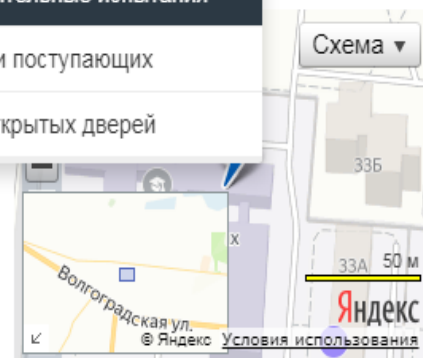 Схема ▾
и поступающих
крытых дверей
33Б
x
33А
50 м
Волгоградская ул.
Яндекс
© Яндекс Условия использования